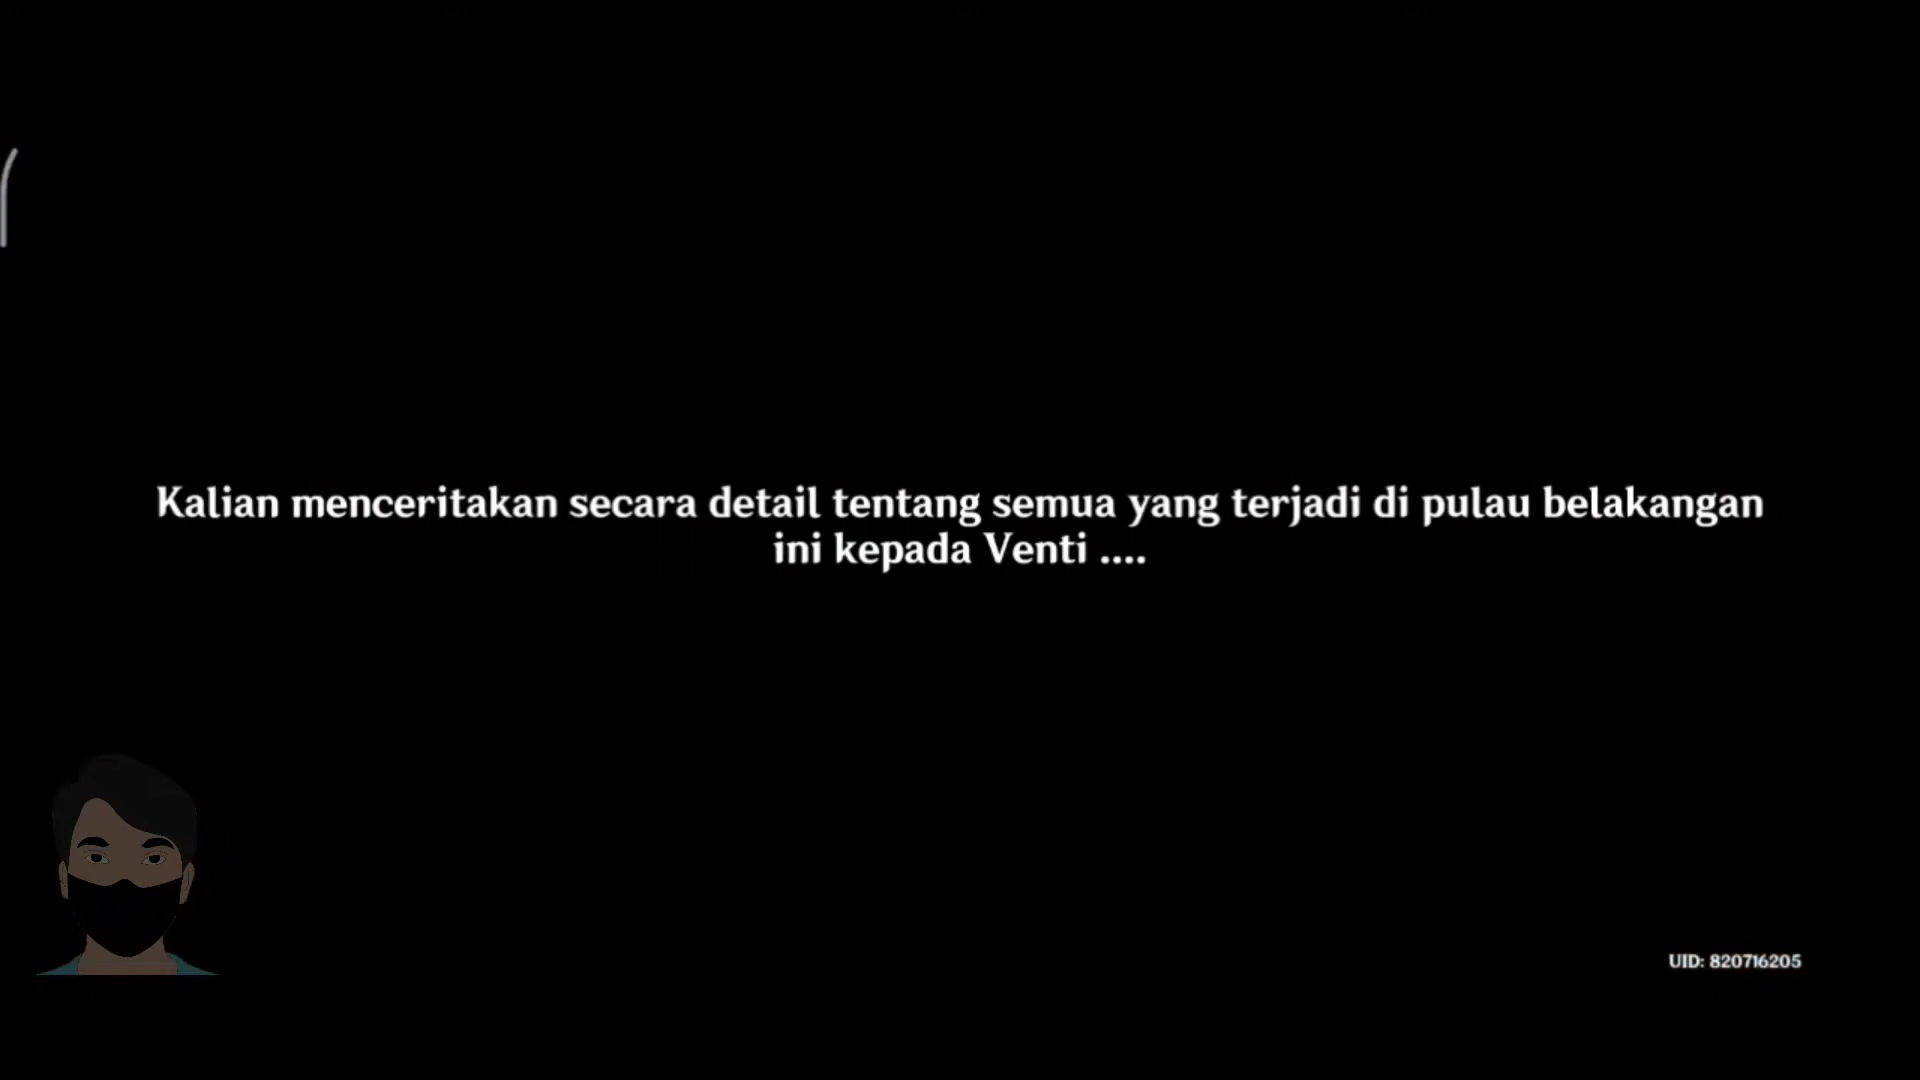 Kalian menceritakan secara detail tentang semua yang terjadi di pulau belakangan
ini kepada Venti ....
UID: 820716205